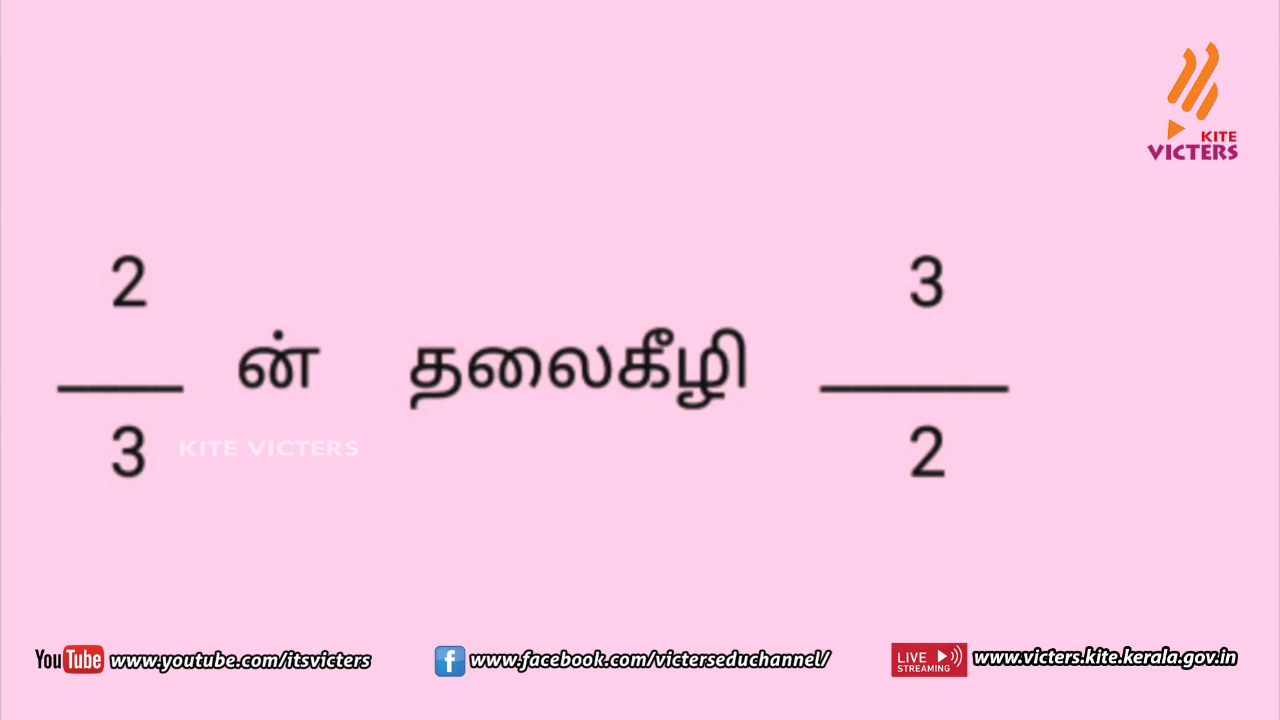 KITE
VICTERS
2/3 ன் தலைகீழி 3/2
KITE VICTERS
YouTube www.youtube.com/itsvicters
f www.facebook.com/victerseduchannel/
LIVE STREAMING www.victers.kite.kerala.gov.in